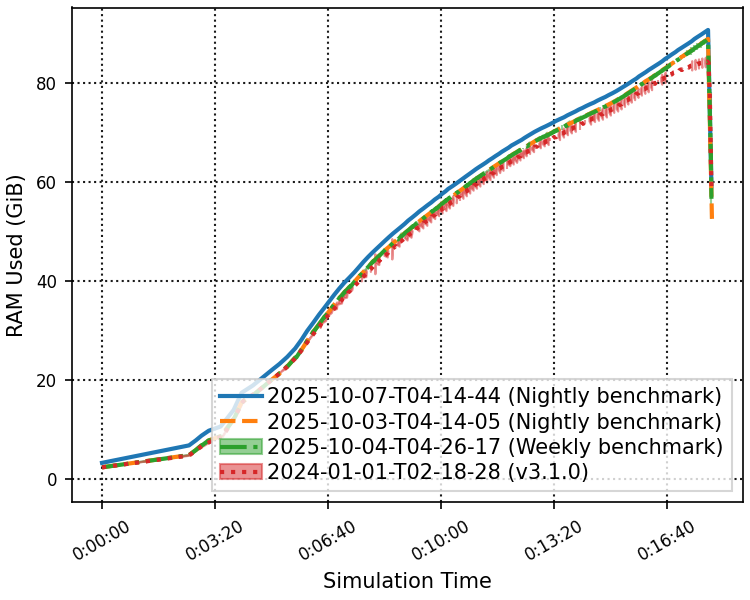 80
60
40
20
0
RAM Used (GiB)
2025-10-07-T04-14-44 (Nightly benchmark)
2025-10-03-T04-14-05 (Nightly benchmark)
2025-10-04-T04-26-17 (Weekly benchmark)
2024-01-01-T02-18-28 (v3.1.0)
0:00:00
0:03:20
0:06:40
0:10:00
0:13:20
0:16:40
Simulation Time